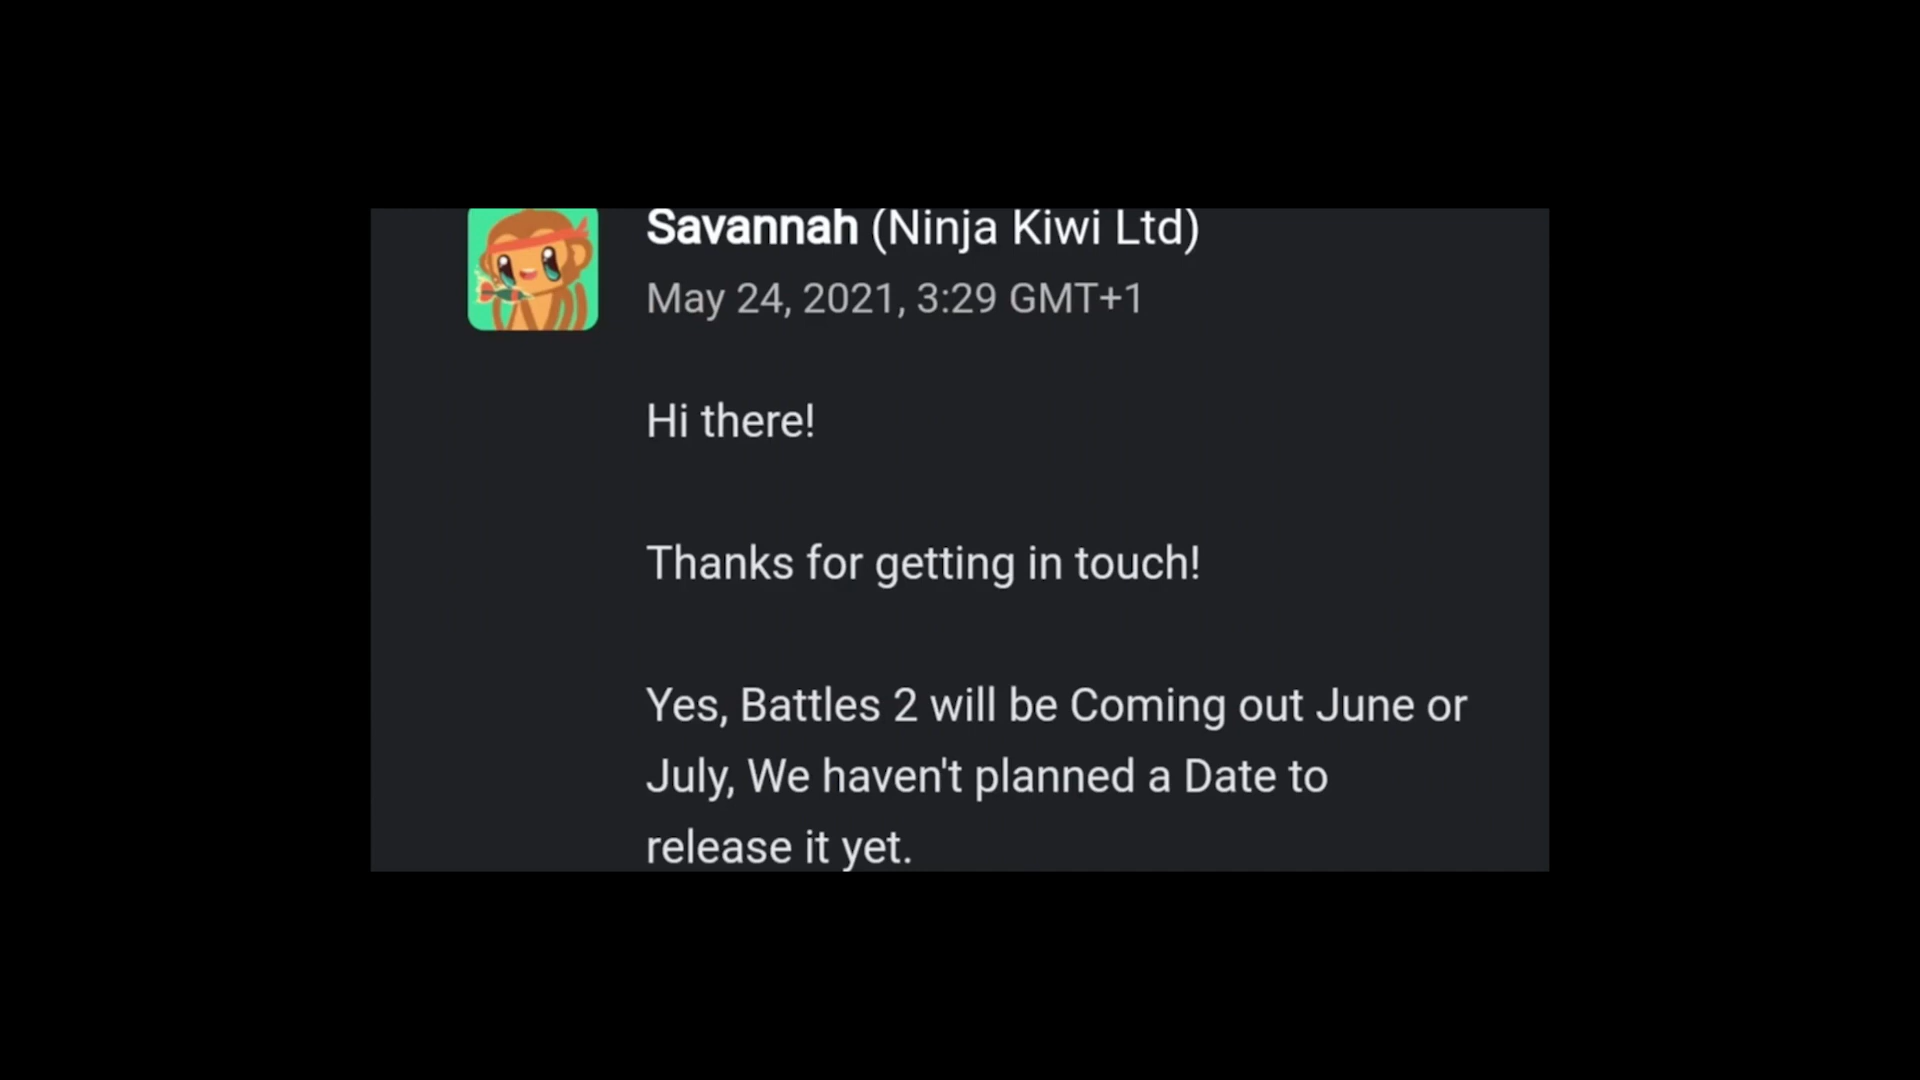 Savannah (Ninja Kiwi Ltd)
May 24, 2021, 3:29 GMT+1
Hi there!
Thanks for getting in touch!
Yes, Battles 2 will be Coming out June or
July, We haven't planned a Date to
release it yet.